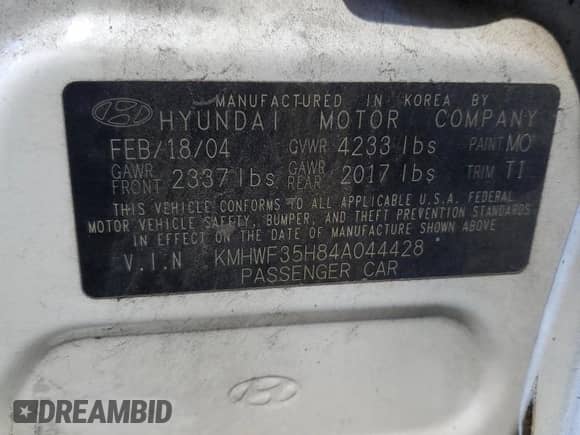 MANUFACTURED IN KOREA BY
HYUNDAI MOTOR COMPANY
FEB/18/04 GVWR 4233 lbs PAINT MO
GAWR FRONT 2337 lbs GAWR REAR 2017 lbs TRIM TI
THIS VEHICLE CONFORMS TO ALL APPLICABLE U.S.A. FEDERAL
MOTOR VEHICLE SAFETY, BUMPER, AND THEFT PREVENTION STANDARDS
IN EFFECT ON THE DATE OF MANUFACTURE SHOWN ABOVE
V.I.N KMHWF35H84A044428
PASSENGER CAR
DREAMBID